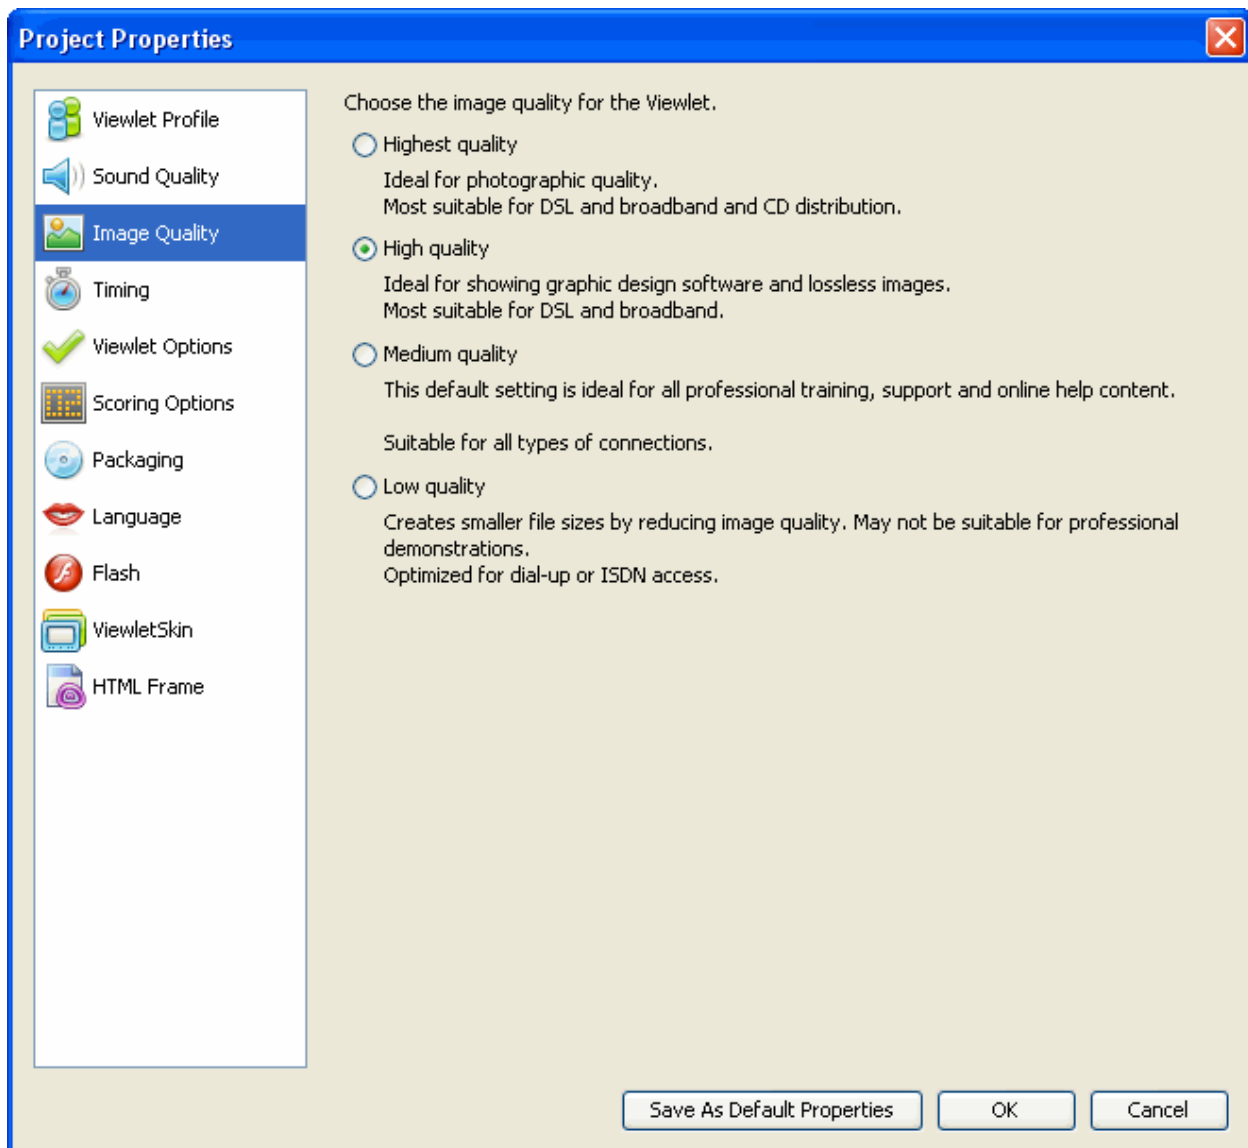 Project Properties
Viewlet Profile
Sound Quality
Image Quality
Timing
Viewlet Options
Scoring Options
Packaging
Language
Flash
ViewletSkin
HTML Frame
Choose the image quality for the Viewlet.
Highest quality
Ideal for photographic quality.
Most suitable for DSL and broadband and CD distribution.
High quality
Ideal for showing graphic design software and lossless images.
Most suitable for DSL and broadband.
Medium quality
This default setting is ideal for all professional training, support and online help content.
Suitable for all types of connections.
Low quality
Creates smaller file sizes by reducing image quality. May not be suitable for professional
demonstrations.
Optimized for dial-up or ISDN access.
Save As Default Properties
OK
Cancel